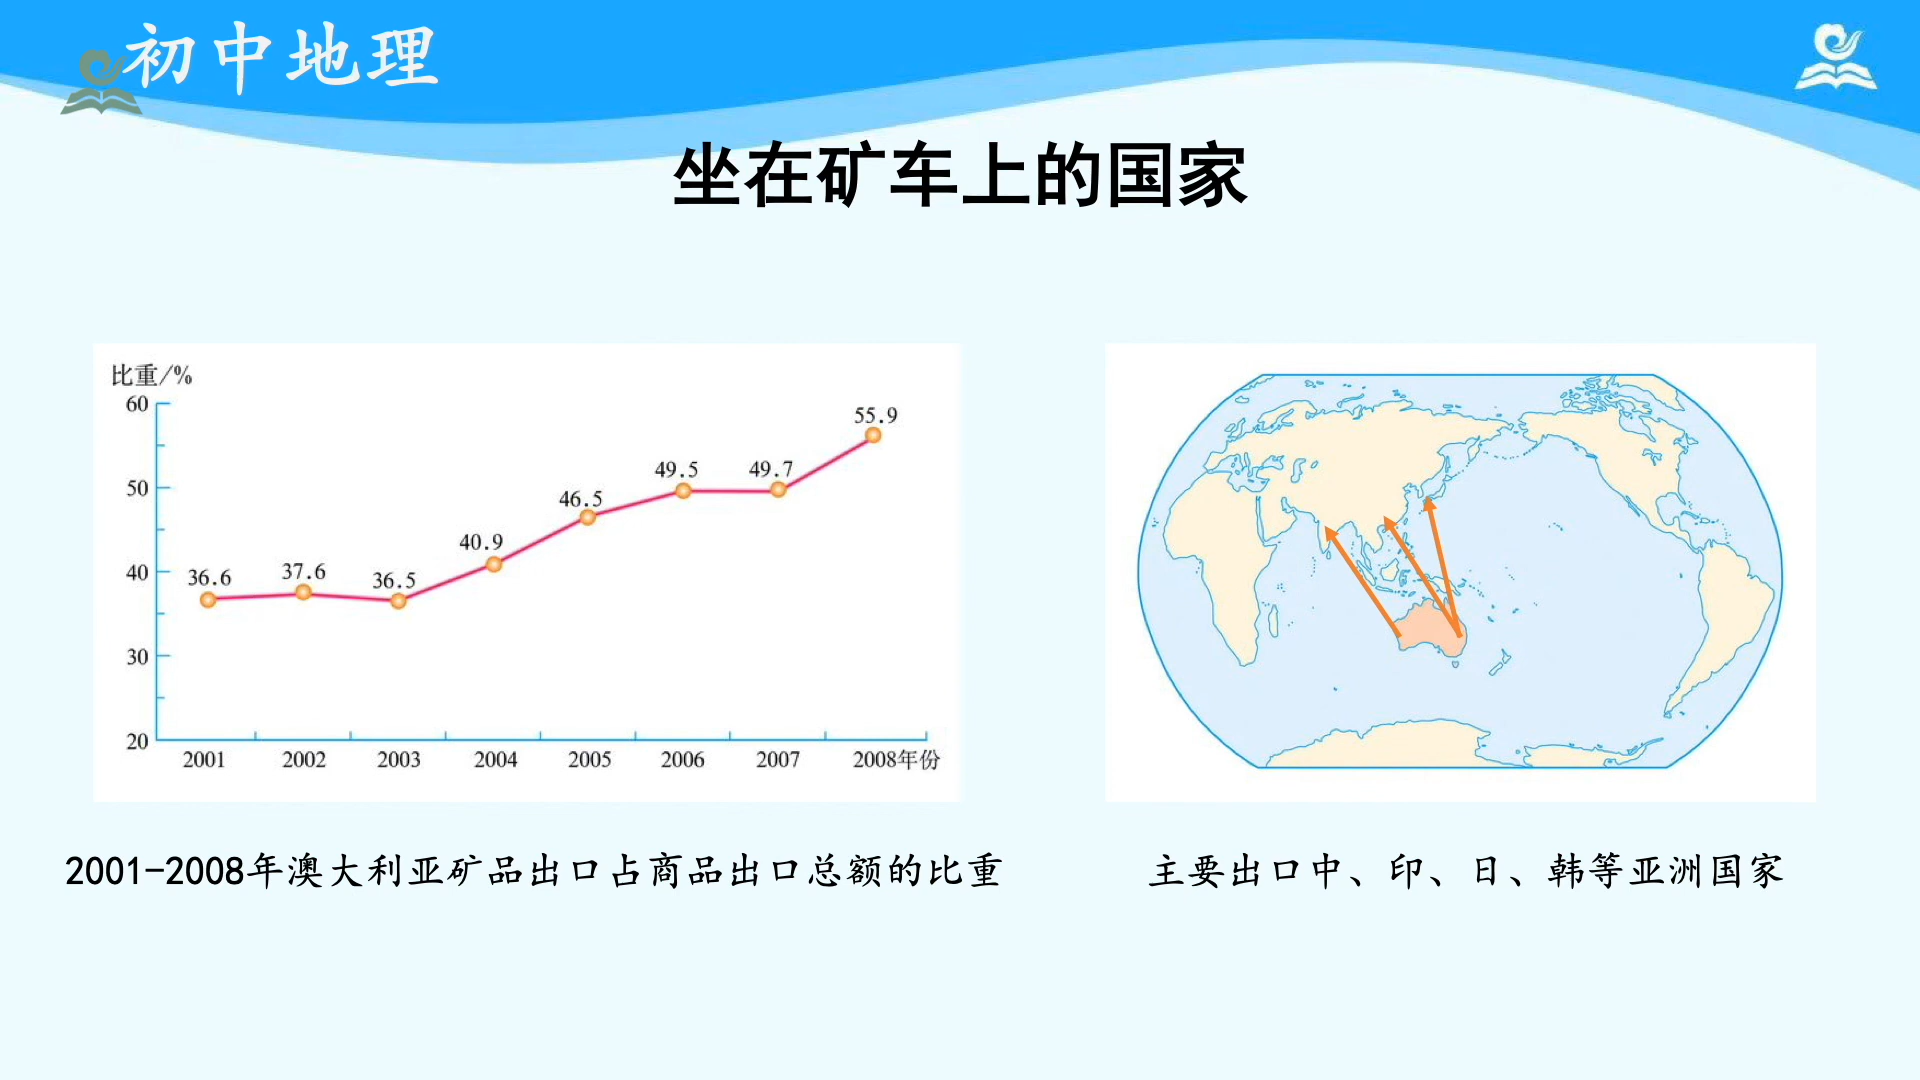 初中地理
坐在矿车上的国家
比重/%
60
50
40
30
20
36.6
37.6
36.5
40.9
46.5
49.5
49.7
55.9
2001 2002 2003 2004 2005 2006 2007 2008年份
2001-2008年澳大利亚矿品出口占商品出口总额的比重
主要出口中、印、日、韩等亚洲国家